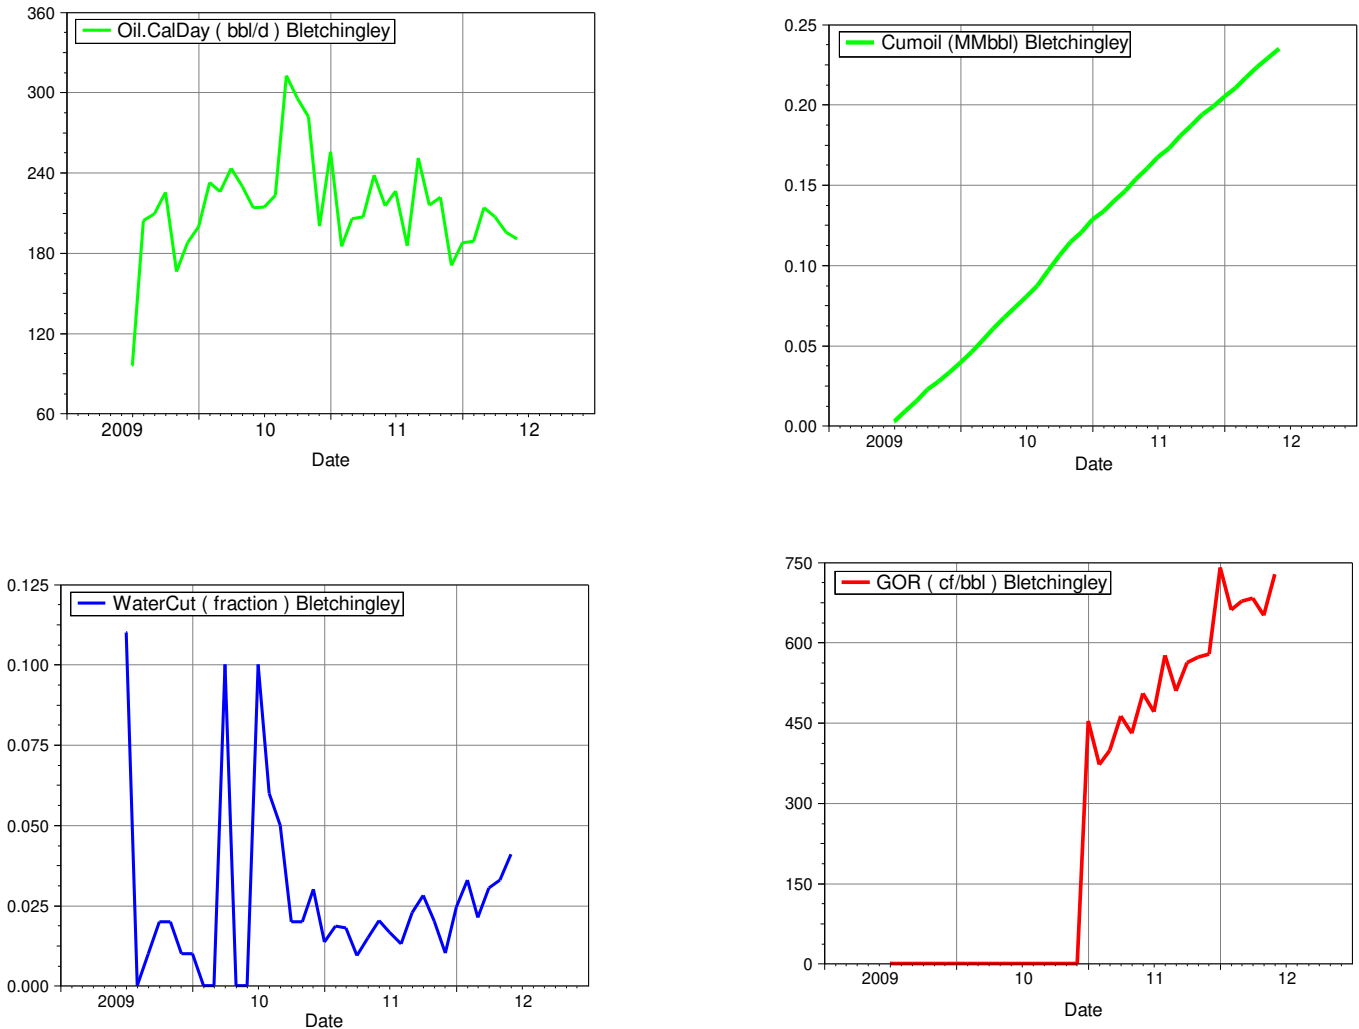 Oil.CalDay ( bbl/d ) Bletchingley
360
300
240
180
120
60
2009 10 11 12
Date
Cumoil (MMbbl) Bletchingley
0.25
0.20
0.15
0.10
0.05
0.00
2009 10 11 12
Date
WaterCut ( fraction ) Bletchingley
0.125
0.100
0.075
0.050
0.025
0.000
2009 10 11 12
Date
GOR ( cf/bbl ) Bletchingley
750
600
450
300
150
0
2009 10 11 12
Date